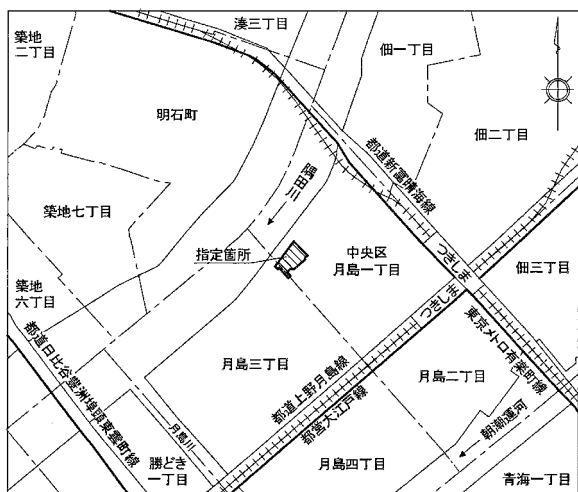 湊三丁目
佃一丁目
築地
二丁目
明石町
佃二丁目
都道新富晴海線
隅田川
築地七丁目
指定箇所
中央区
月島一丁目
つきしま
つきしま
佃三丁目
築地
六丁目
都道日比谷豊洲埠頭東雲町線
東京メトロ有楽町線
月島三丁目
都道上野月島線
都営大江戸線
月島二丁目
月島川
朝潮運河
勝どき
一丁目
月島四丁目
青海一丁目